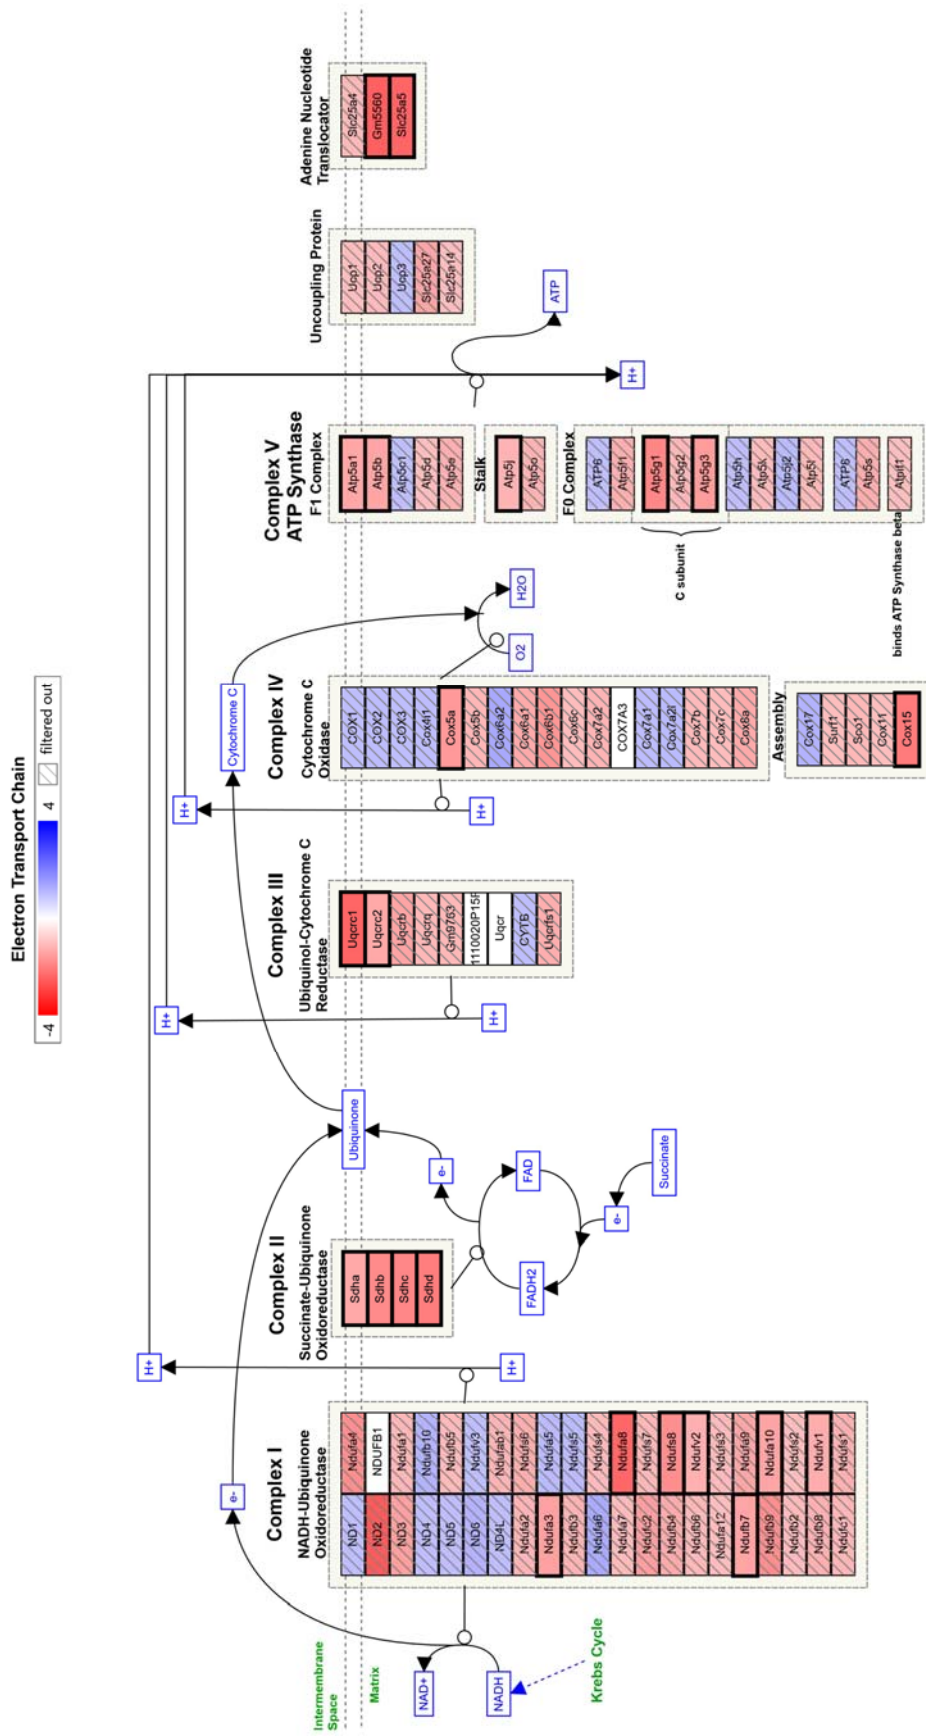 Electron Transport Chain
-4
4
filtered out
Intermembrane
Space
Matrix
NAD+
NADH
Krebs Cycle
e-
Complex I
NADH-Ubiquinone
Oxidoreductase
ND1
ND2
ND3
ND4
ND5
ND6
ND4L
Ndufa2
Ndufa3
Ndufb3
Ndufa6
Ndufa7
Ndufc2
Ndufb4
Ndufb6
Ndufa12
Ndufb7
Ndufb9
Ndufb2
Ndufb8
Ndufc1
Ndufa4
NDUFB1
Ndufa1
Ndufb10
Ndufb5
Ndufv3
Ndufab1
Ndufs6
Ndufa5
Ndufs5
Ndufs4
Ndufa8
Ndufs7
Ndufs8
Ndufv2
Ndufs3
Ndufa9
Ndufa10
Ndufs2
Ndufv1
Ndufs1
H+
H+
Complex II
Succinate-Ubiquinone
Oxidoreductase
Sdha
Sdhb
Sdhc
Sdhd
FADH2
FAD
e-
e-
Succinate
Ubiquinone
H+
H+
Complex III
Ubiquinol-Cytochrome C
Reductase
Uqcrc1
Uqcrc2
Uqcrb
Uqcrq
Gm9763
1110020P15R
Uqcr
CYTB
Uqcrfs1
H+
H+
Cytochrome C
Complex IV
Cytochrome C
Oxidase
COX1
COX2
COX3
Cox4i1
Cox5a
Cox5b
Cox6a2
Cox6a1
Cox6b1
Cox6c
Cox7a2
COX7A3
Cox7a1
Cox7a2l
Cox7b
Cox7c
Cox8a
Assembly
Cox17
Surf1
Sco1
Cox11
Cox15
O2
H2O
Complex V
ATP Synthase
F1 Complex
Atp5a1
Atp5b
Atp5c1
Atp5d
Atp5e
Stalk
Atp5j
Atp5o
F0 Complex
ATP6
Atp5f1
Atp5g1
Atp5g2
Atp5g3
C subunit
Atp5h
Atp5k
Atp5j2
Atp5l
ATP6
Atp5s
Atpif1
binds ATP Synthase beta
H+
ATP
Uncoupling Protein
Ucp1
Ucp2
Ucp3
Slc25a27
Slc25a14
Adenine Nucleotide
Translocator
Slc25a4
Gm5560
Slc25a5